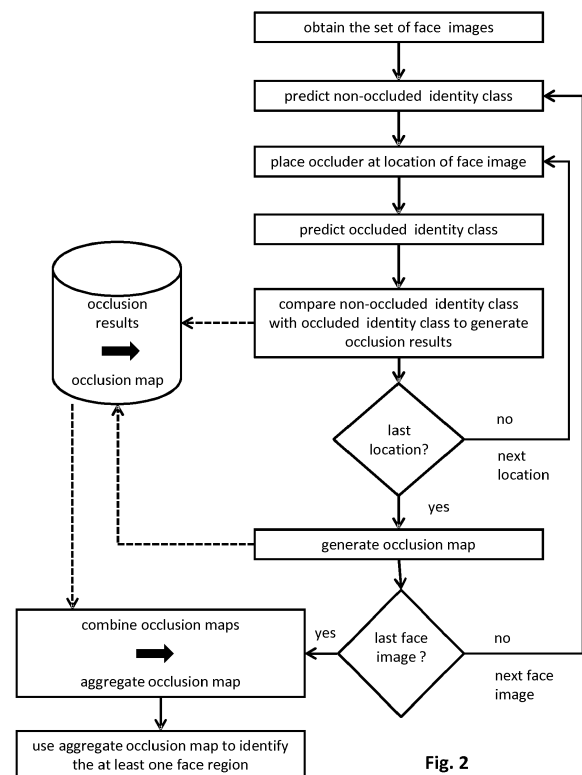 obtain the set of face images
predict non-occluded identity class
place occluder at location of face image
predict occluded identity class
occlusion
results
occlusion map
compare non-occluded identity class
with occluded identity class to generate
occlusion results
last
location?
no
next
location
yes
generate occlusion map
combine occlusion maps
aggregate occlusion map
yes
last face
image ?
no
next face
image
use aggregate occlusion map to identify
the at least one face region
Fig. 2